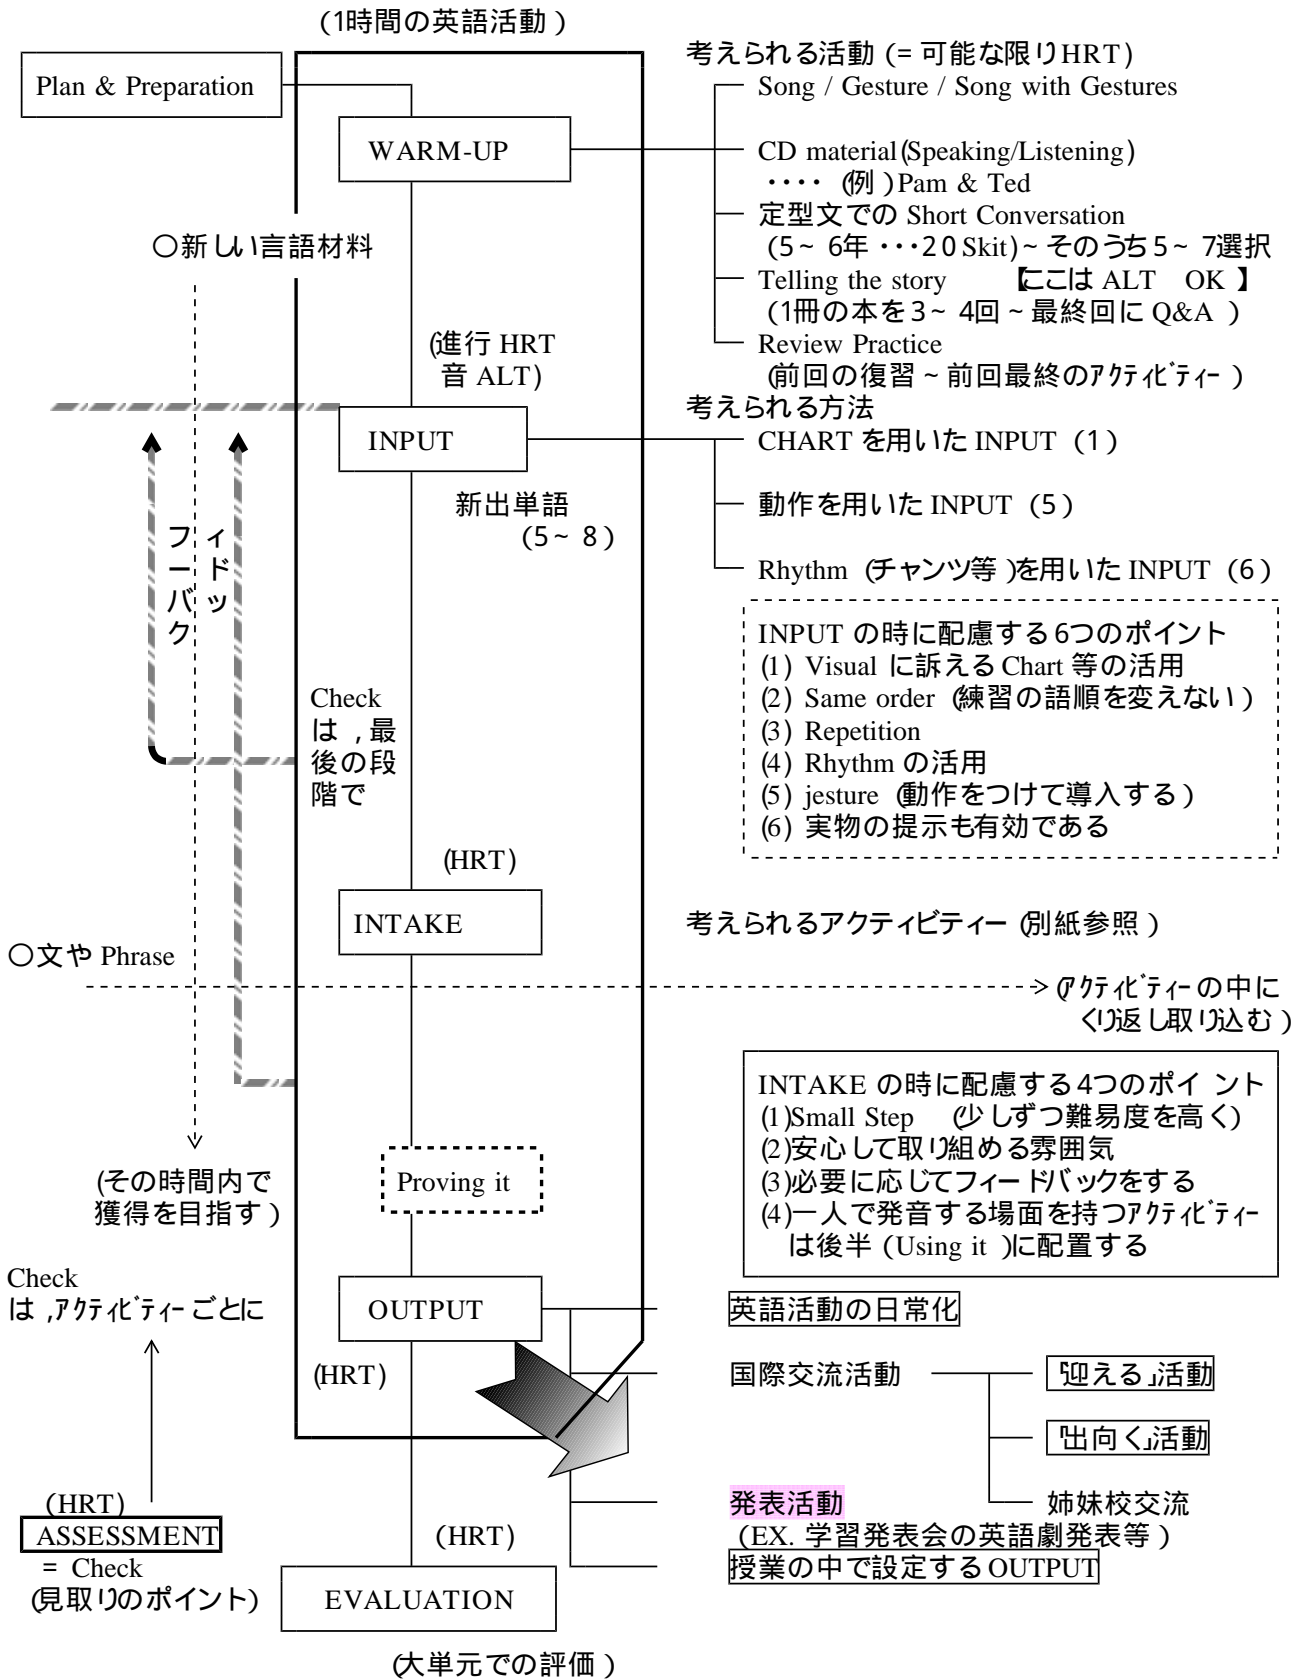 (1時間の英語活動)
Plan & Preparation
WARM-UP
考えられる活動(=可能な限りHRT)
Song / Gesture / Song with Gestures
CD material(Speaking/Listening)
・・・・(例)Pam & Ted
定型文での Short Conversation
(5~6年・・・20 Skit)~そのうち5~7選択
Telling the story 【ここは ALT OK】
(1冊の本を3~4回~最終回に Q&A)
Review Practice
(前回の復習~前回最終のアクティビティー)
○新しい言語材料
(進行 HRT
音 ALT)
INPUT
新出単語
(5~8)
考えられる方法
CHART を用いた INPUT (1)
動作を用いた INPUT (5)
Rhythm (チャンツ等)を用いた INPUT (6)
フィードバック
INPUT の時に配慮する6つのポイント
(1) Visual に訴える Chart 等の活用
(2) Same order (練習の語順を変えない)
(3) Repetition
(4) Rhythm の活用
(5) jesture (動作をつけて導入する)
(6) 実物の提示も有効である
Check
は,最
後の段
階で
(HRT)
INTAKE
考えられるアクティビティー(別紙参照)
○文や Phrase
(アクティビティーの中に
くり返し取り込む)
INTAKE の時に配慮する4つのポイント
(1)Small Step (少しずつ難易度を高く)
(2)安心して取り組める雰囲気
(3)必要に応じてフィードバックをする
(4)一人で発音する場面を持つアクティビティー
は後半(Using it)に配置する
(その時間内で
獲得を目指す)
Proving it
Check
は,アクティビティーごとに
OUTPUT
(HRT)
英語活動の日常化
国際交流活動
「迎える」活動
「出向く」活動
姉妹校交流
発表活動
(EX. 学習発表会の英語劇発表等)
授業の中で設定するOUTPUT
(HRT)
ASSESSMENT
= Check
(見取りのポイント)
(HRT)
EVALUATION
(大単元での評価)